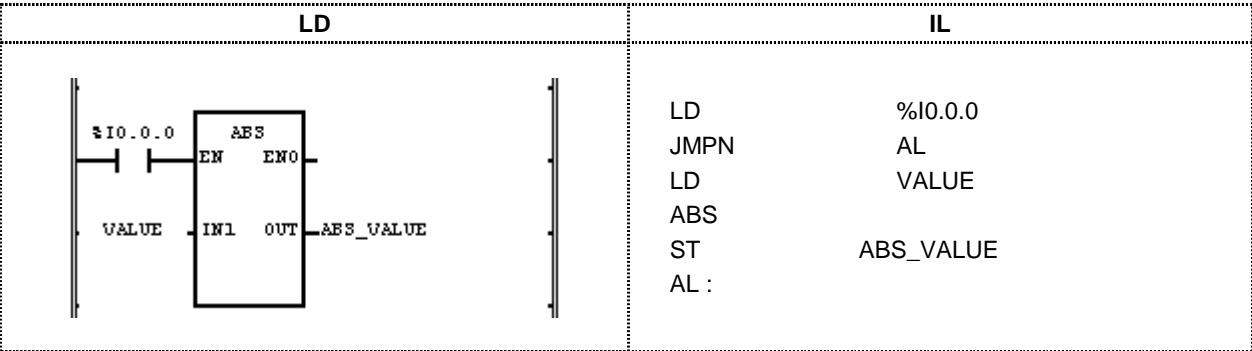 LD IL
%I0.0.0 ABS
EN ENO
VALUE IN1 OUT ABS_VALUE
LD %I0.0.0
JMPN AL
LD VALUE
ABS
ST ABS_VALUE
AL :